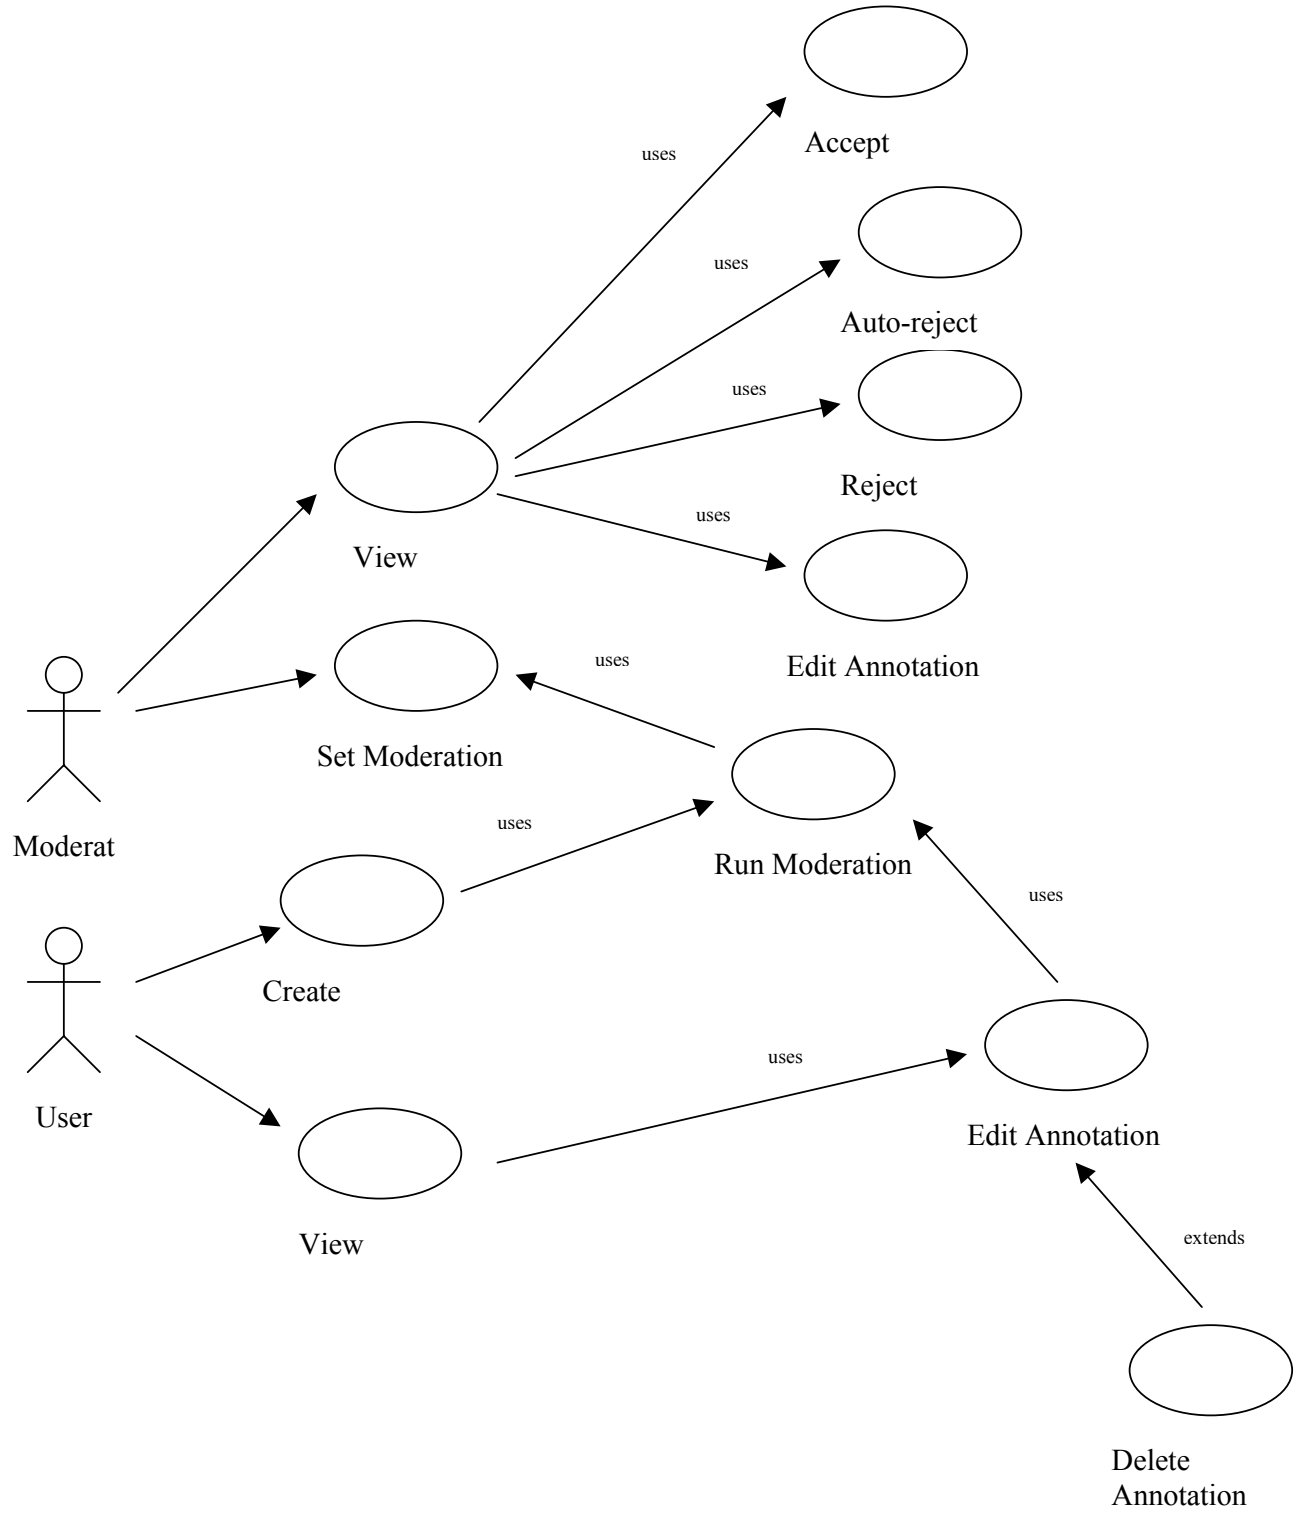 Accept
uses
Auto-reject
uses
uses
Reject
uses
View
Edit Annotation
uses
Set Moderation
Moderat
uses
Run Moderation
uses
Create
uses
User
Edit Annotation
View
extends
Delete
Annotation